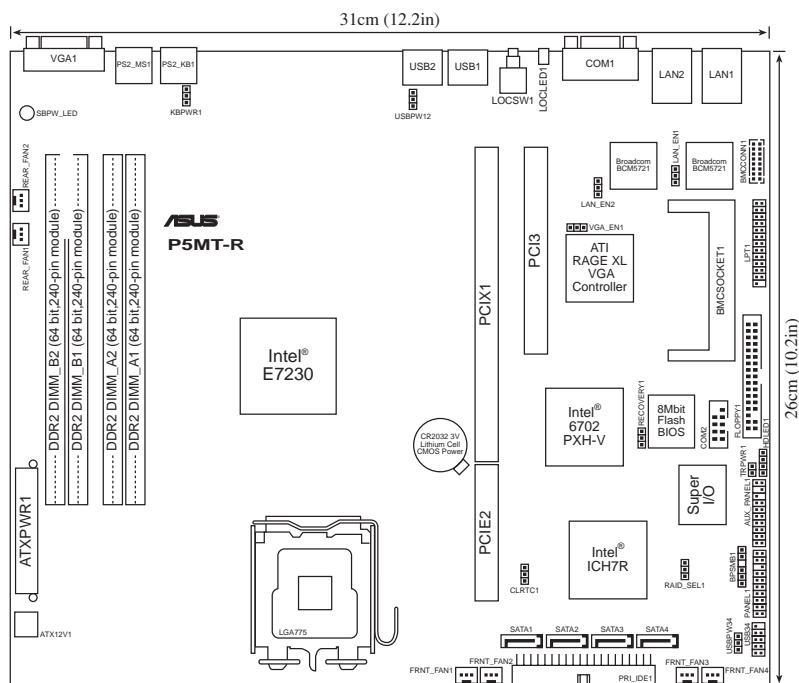 31cm (12.2in)
VGA1
PS2_MS1
PS2_KB1
KBPWR1
SBPW_LED
USB2
USB1
USBPW12
LOCSW1
LOCLED1
COM1
LAN2
LAN1
REAR_FAN2
REAR_FAN1
DDR2 DIMM_B2 (64 bit,240-pin module)
DDR2 DIMM_B1 (64 bit,240-pin module)
DDR2 DIMM_A2 (64 bit,240-pin module)
DDR2 DIMM_A1 (64 bit,240-pin module)
ASUS
P5MT-R
Broadcom
BCM5721
LAN_EN1
Broadcom
BCM5721
BMCCONN1
LAN_EN2
VGA_EN1
ATI
RAGE XL
VGA
Controller
PCI3
PCIX1
BMCSOCKET1
LPT1
26cm (10.2in)
Intel®
E7230
Intel®
6702
PXH-V
RECOVERY1
8Mbit
Flash
BIOS
COM2
FLOPPY1
HDLED1
TRPWR1
CR2032 3V
Lithium Cell
CMOS Power
Super
I/O
AUX_PANEL1
ATXPWR1
PCIE2
Intel®
ICH7R
CLRTC1
RAID_SEL1
BPSMB1
PANEL1
ATX12V1
LGA775
SATA1
SATA2
SATA3
SATA4
USBPW34
USB34
FRNT_FAN1
FRNT_FAN2
PRI_IDE1
FRNT_FAN3
FRNT_FAN4